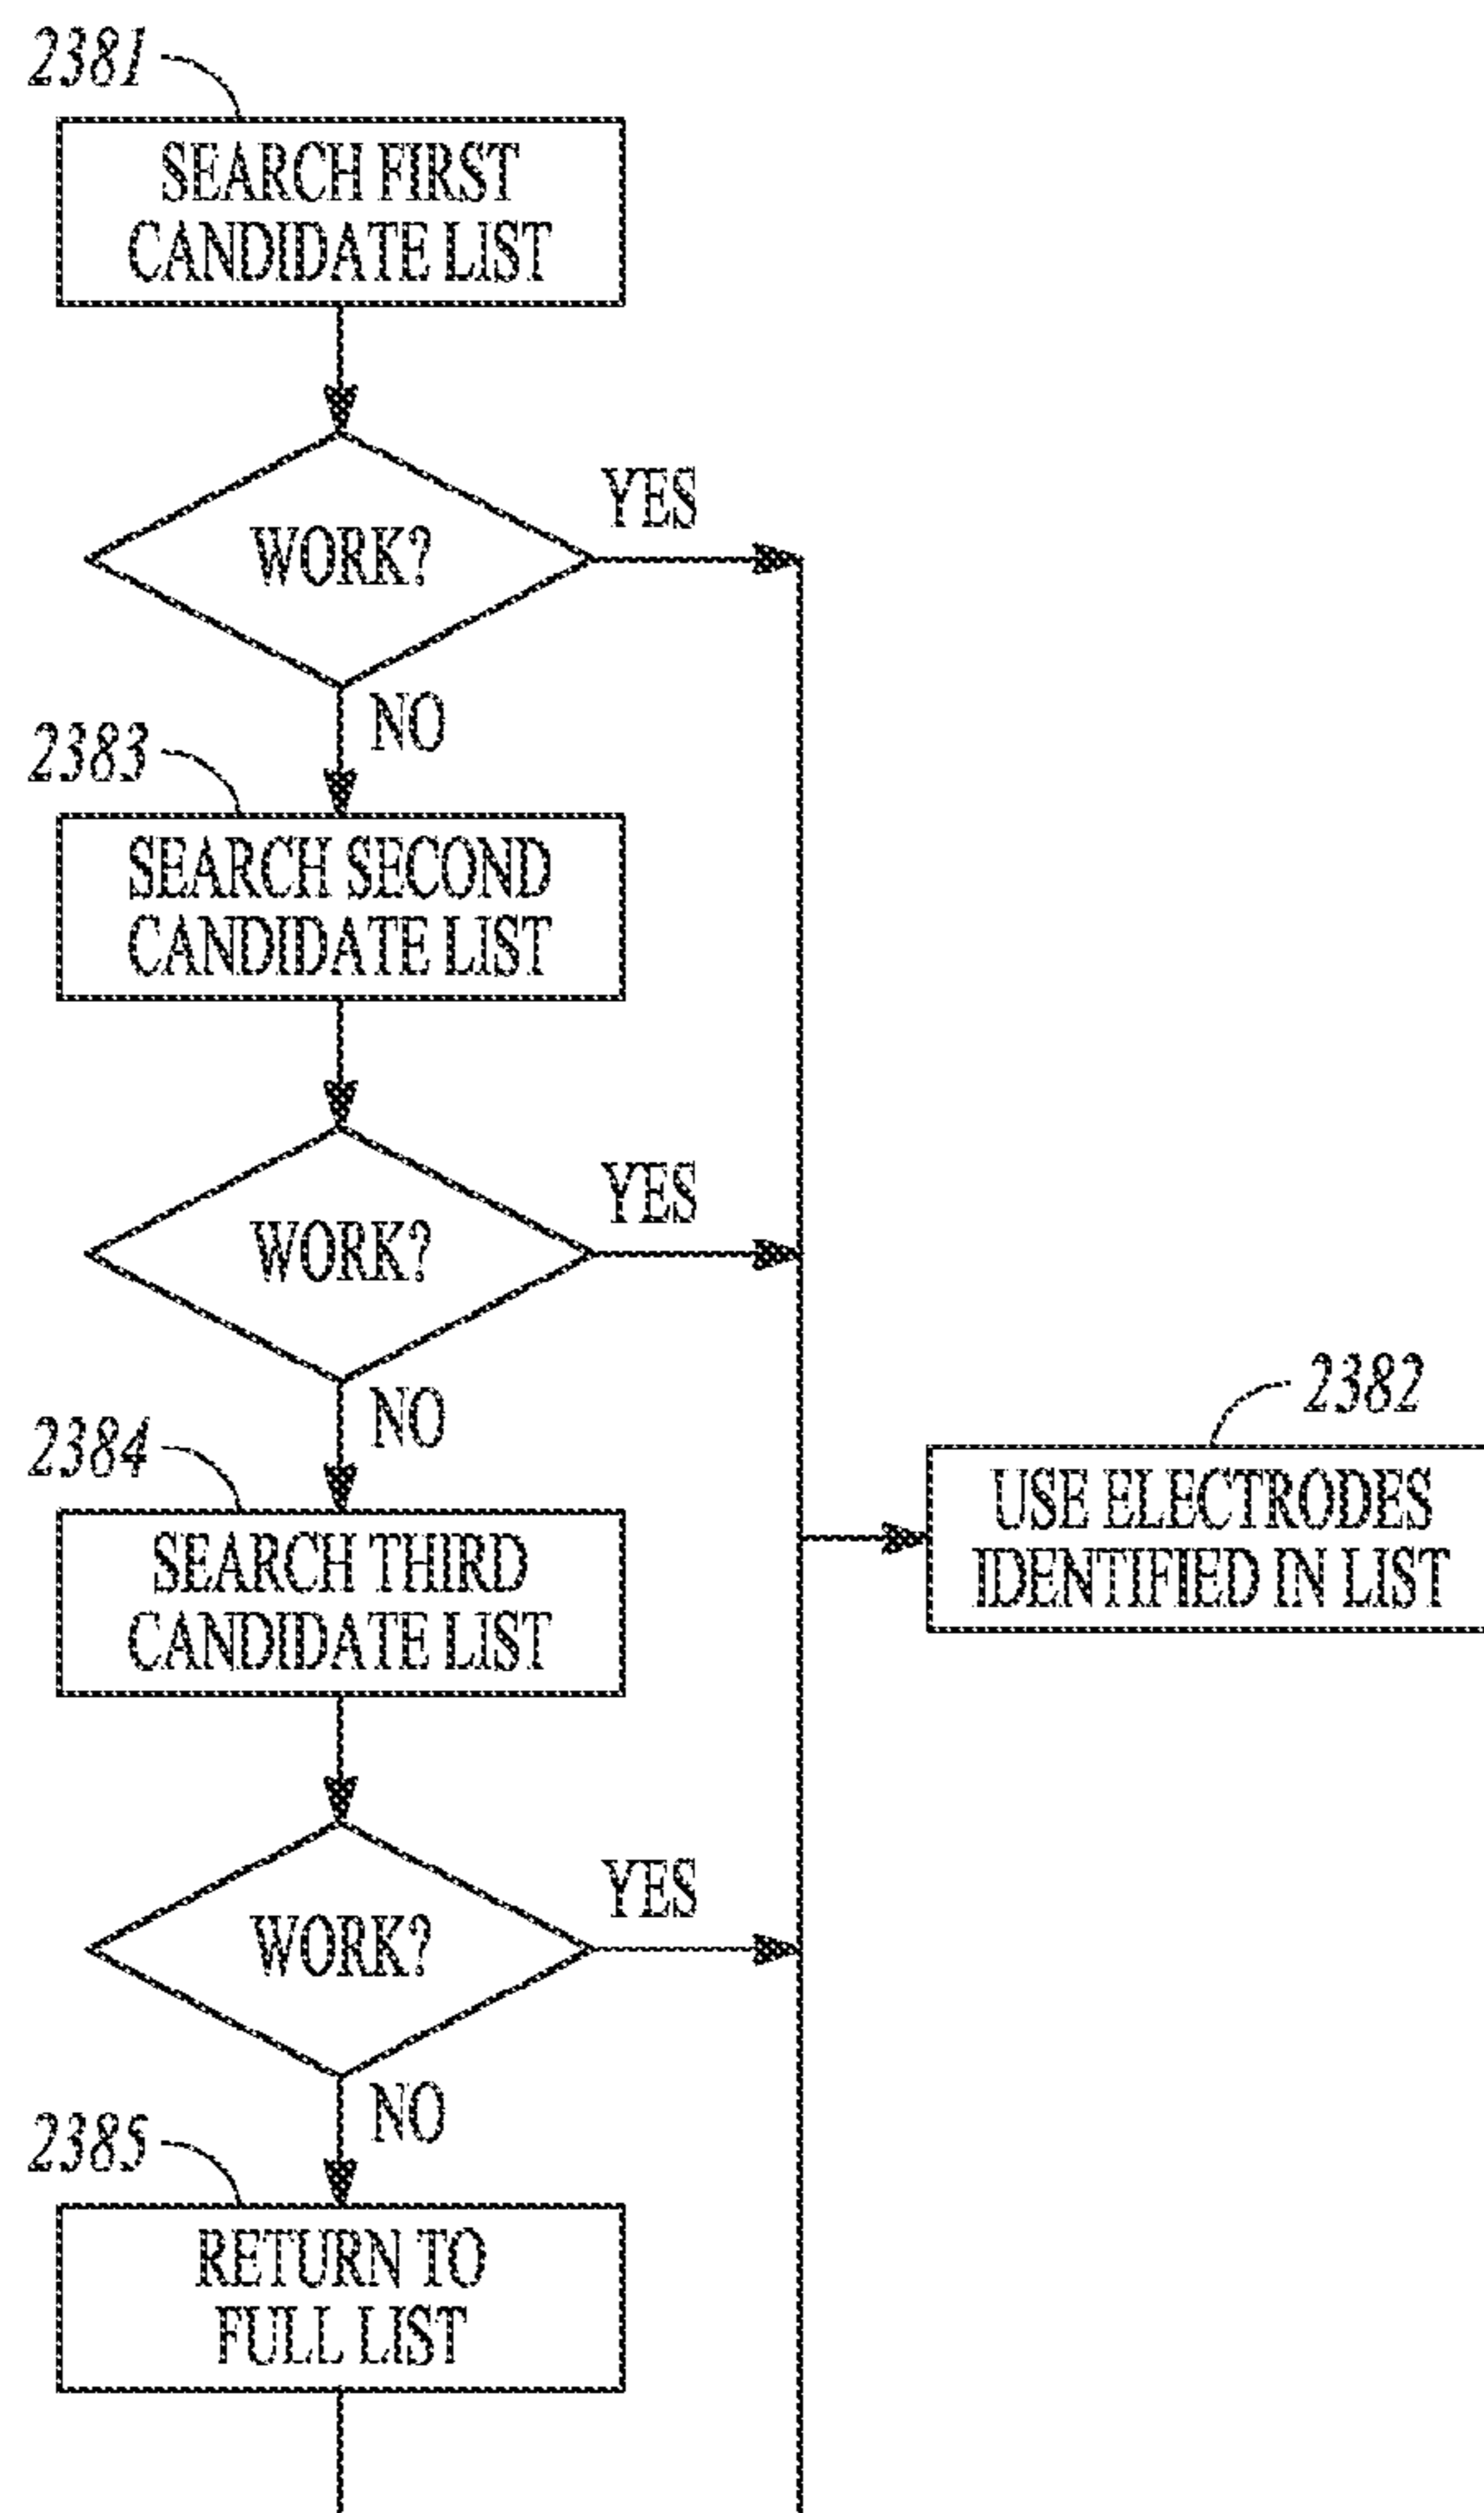 2381
SEARCH FIRST
CANDIDATE LIST
WORK?
YES
NO
2383
SEARCH SECOND
CANDIDATE LIST
WORK?
YES
NO
2382
USE ELECTRODES
IDENTIFIED IN LIST
2384
SEARCH THIRD
CANDIDATE LIST
WORK?
YES
NO
2385
RETURN TO
FULL LIST